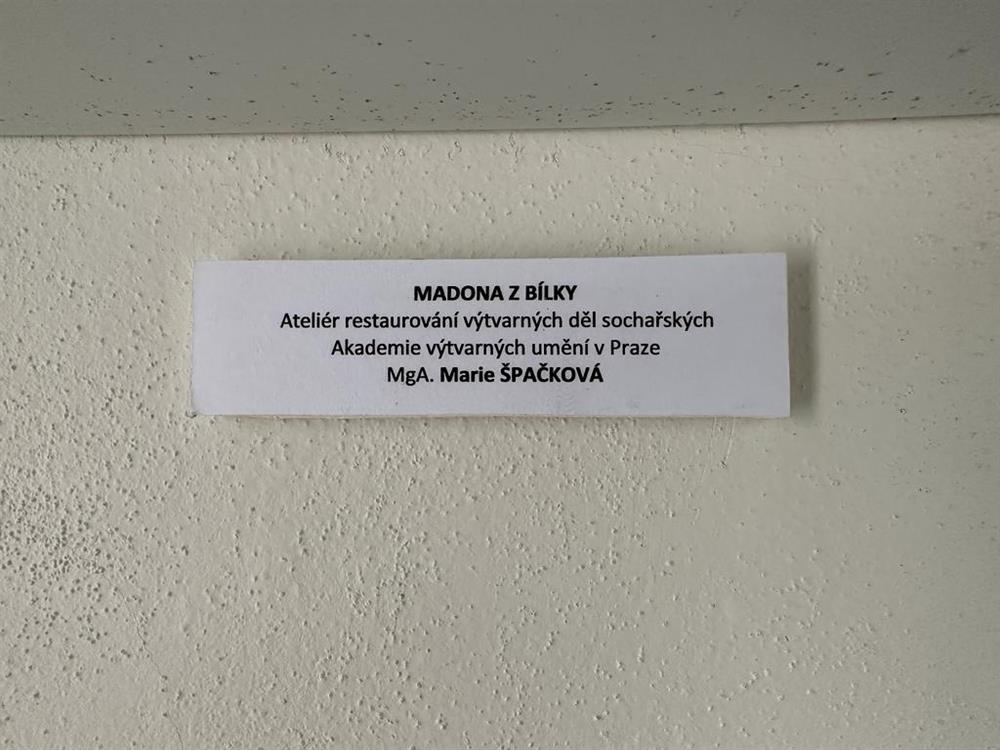 MADONA Z BÍLKY
Ateliér restaurování výtvarných děl sochařských
Akademie výtvarných umění v Praze
MgA. Marie ŠPAČKOVÁ